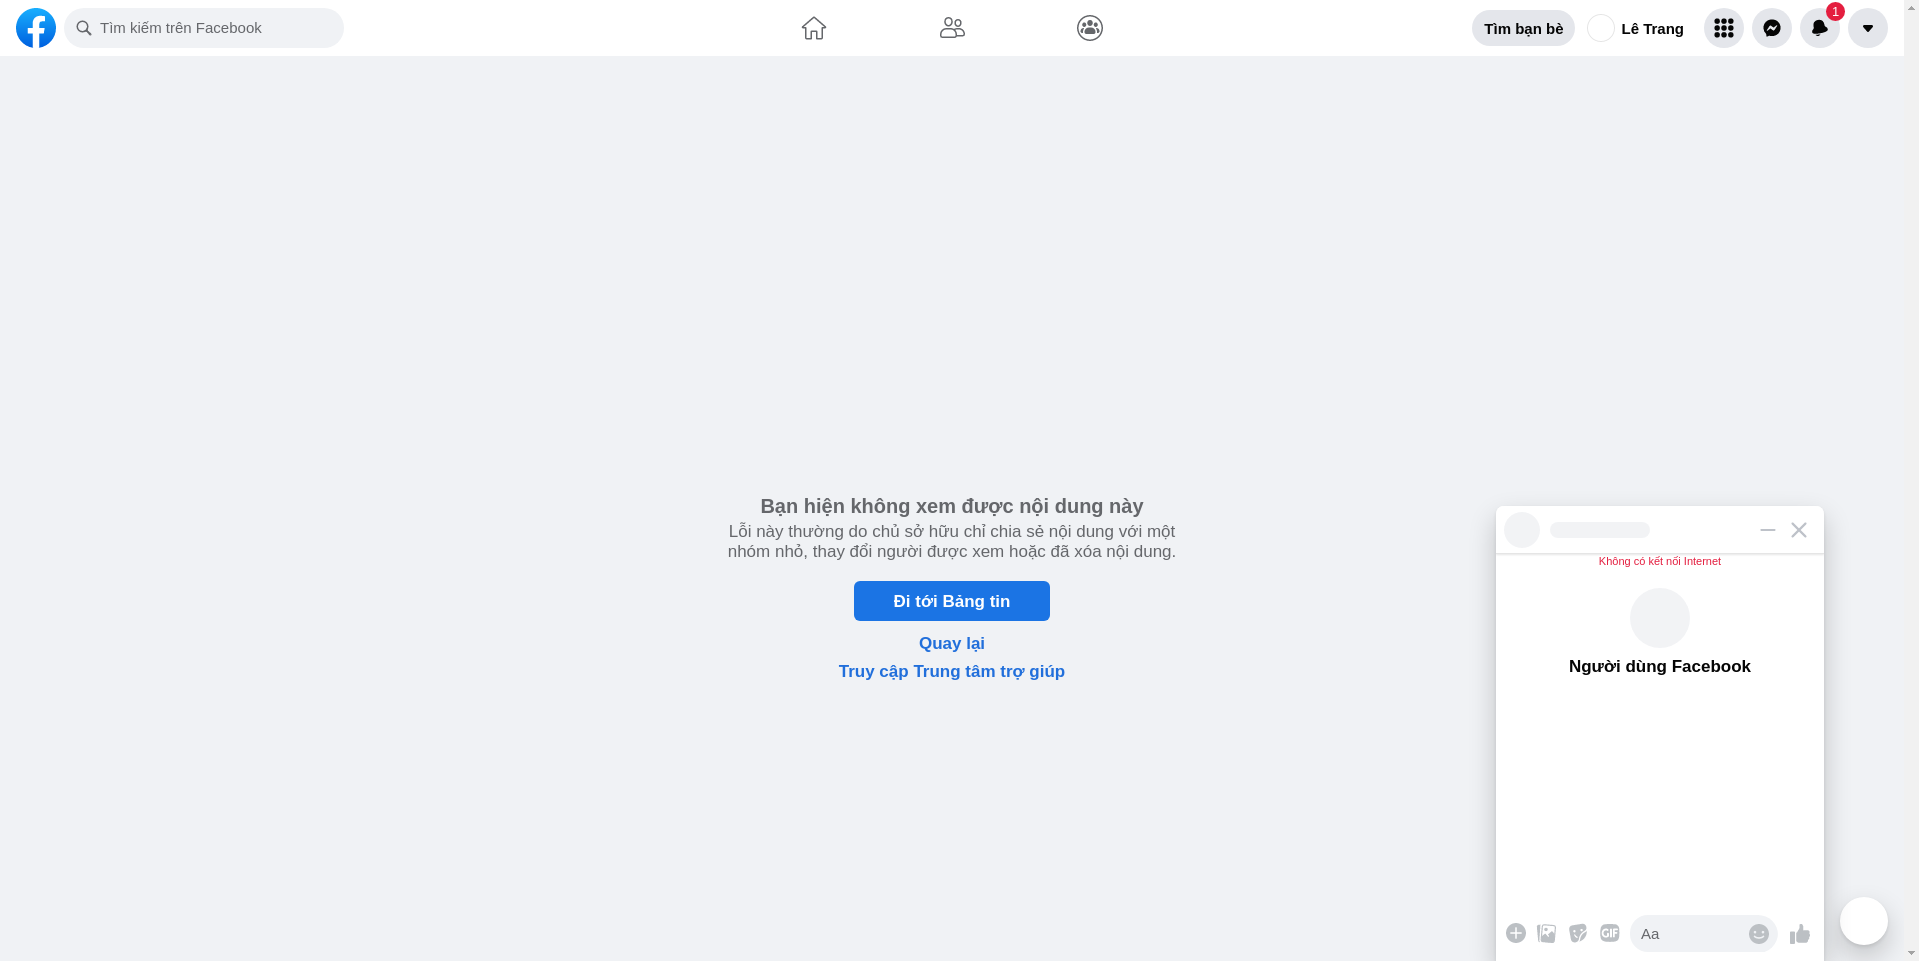 Tìm kiếm trên Facebook
Tìm bạn bè
Lê Trang
1
Bạn hiện không xem được nội dung này
Lỗi này thường do chủ sở hữu chỉ chia sẻ nội dung với một
nhóm nhỏ, thay đổi người được xem hoặc đã xóa nội dung.
Đi tới Bảng tin
Quay lại
Truy cập Trung tâm trợ giúp
Không có kết nối Internet
Người dùng Facebook
GIF
Aa